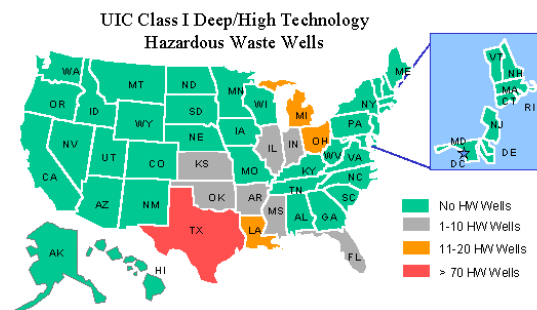 UIC Class I Deep/High Technology
Hazardous Waste Wells
WA
MT
ND
MN
ME
OR
ID
WY
SD
WI
MI
NY
NV
UT
CO
NE
IA
IL
IN
OH
PA
CA
AZ
NM
KS
MO
KY
WV
VA
OK
AR
TN
NC
TX
LA
MS
AL
GA
SC
FL
AK
HI
VT
NH
MA
CT
RI
NJ
MD
DE
DC
No HW Wells
1-10 HW Wells
11-20 HW Wells
> 70 HW Wells